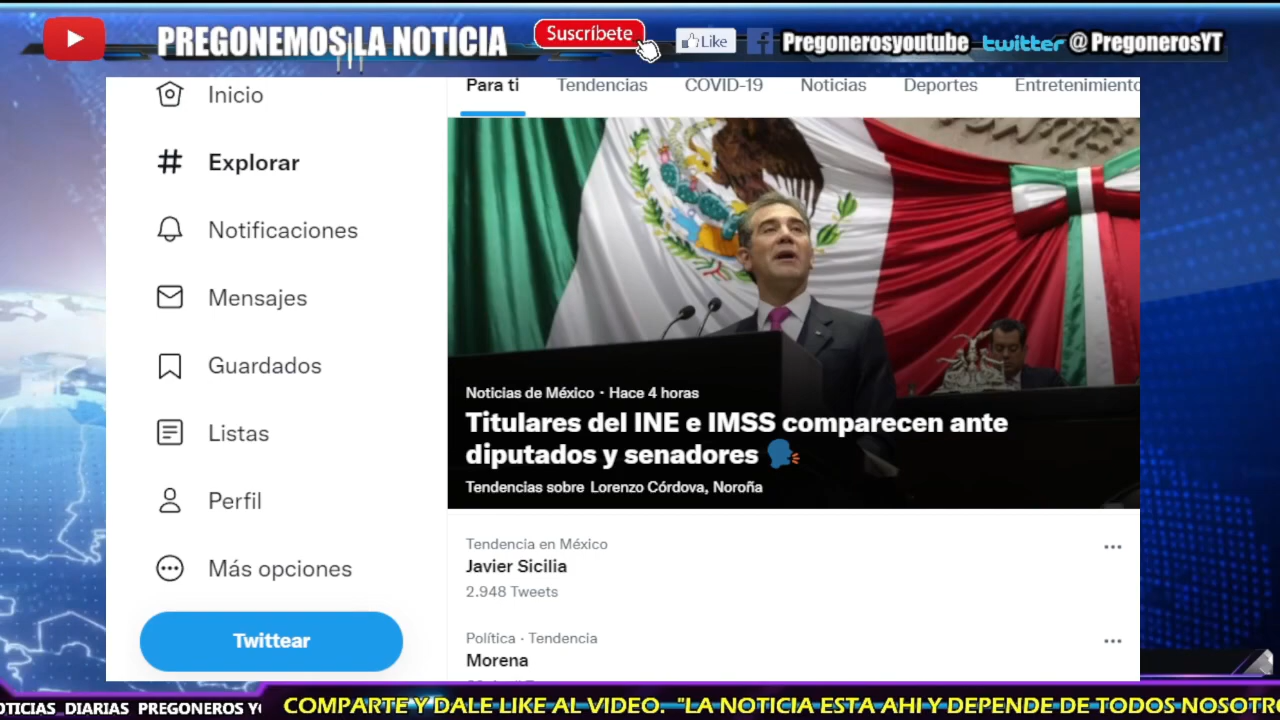 PREGONEMOS LA NOTICIA
Suscríbete
Like
f
Pregonerosyoutube
twitter @PregonerosYT
Inicio
Explorar
Notificaciones
Mensajes
Guardados
Listas
Perfil
Más opciones
Twittear
Para ti
Tendencias
COVID-19
Noticias
Deportes
Entretenimiento
Noticias de México · Hace 4 horas
Titulares del INE e IMSS comparecen ante
diputados y senadores 🗣️
Tendencias sobre Lorenzo Córdova, Noroña
Tendencia en México
Javier Sicilia
2.948 Tweets
Política · Tendencia
Morena
OTICIAS DIARIAS PREGONEROS Y
COMPARTE Y DALE LIKE AL VIDEO. "LA NOTICIA ESTA AHI Y DEPENDE DE TODOS NOSOTR